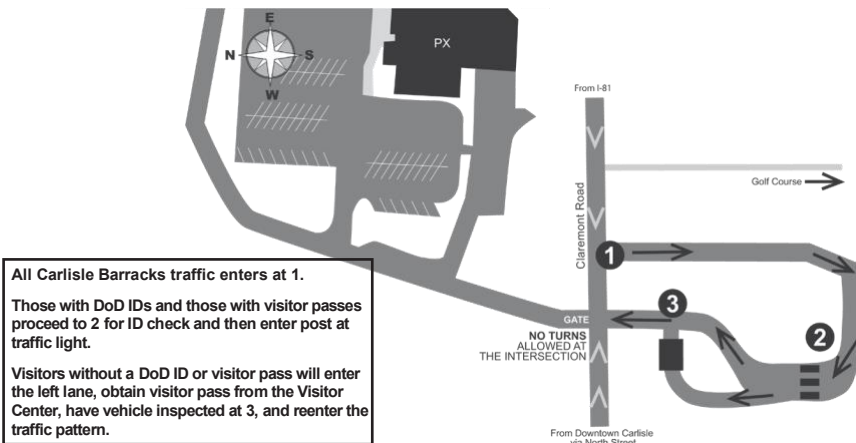 E
N
S
W
PX
From I-81
Golf Course
Claremont Road
1
3
GATE
2
NO TURNS
ALLOWED AT
THE INTERSECTION
From Downtown Carlisle
via North Street
All Carlisle Barracks traffic enters at 1.
Those with DoD IDs and those with visitor passes
proceed to 2 for ID check and then enter post at
traffic light.
Visitors without a DoD ID or visitor pass will enter
the left lane, obtain visitor pass from the Visitor
Center, have vehicle inspected at 3, and reenter the
traffic pattern.